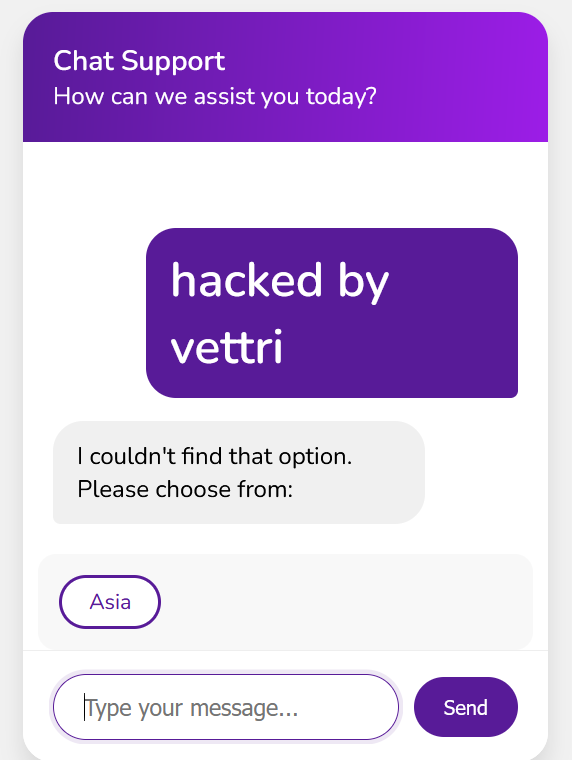 Chat Support
How can we assist you today?
hacked by
vettri
I couldn't find that option.
Please choose from:
Asia
Type your message...
Send